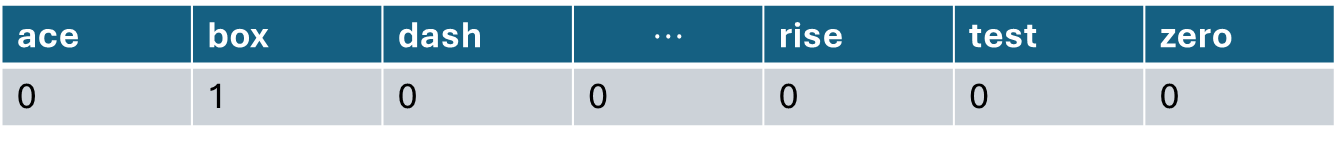 ace box dash … rise test zero
0 1 0 0 0 0 0